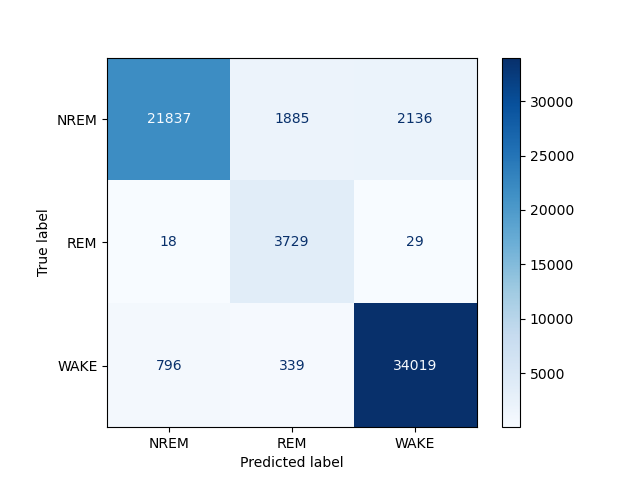 NREM 21837 1885 2136
REM 18 3729 29
WAKE 796 339 34019
NREM REM WAKE
Predicted label
True label
30000
25000
20000
15000
10000
5000